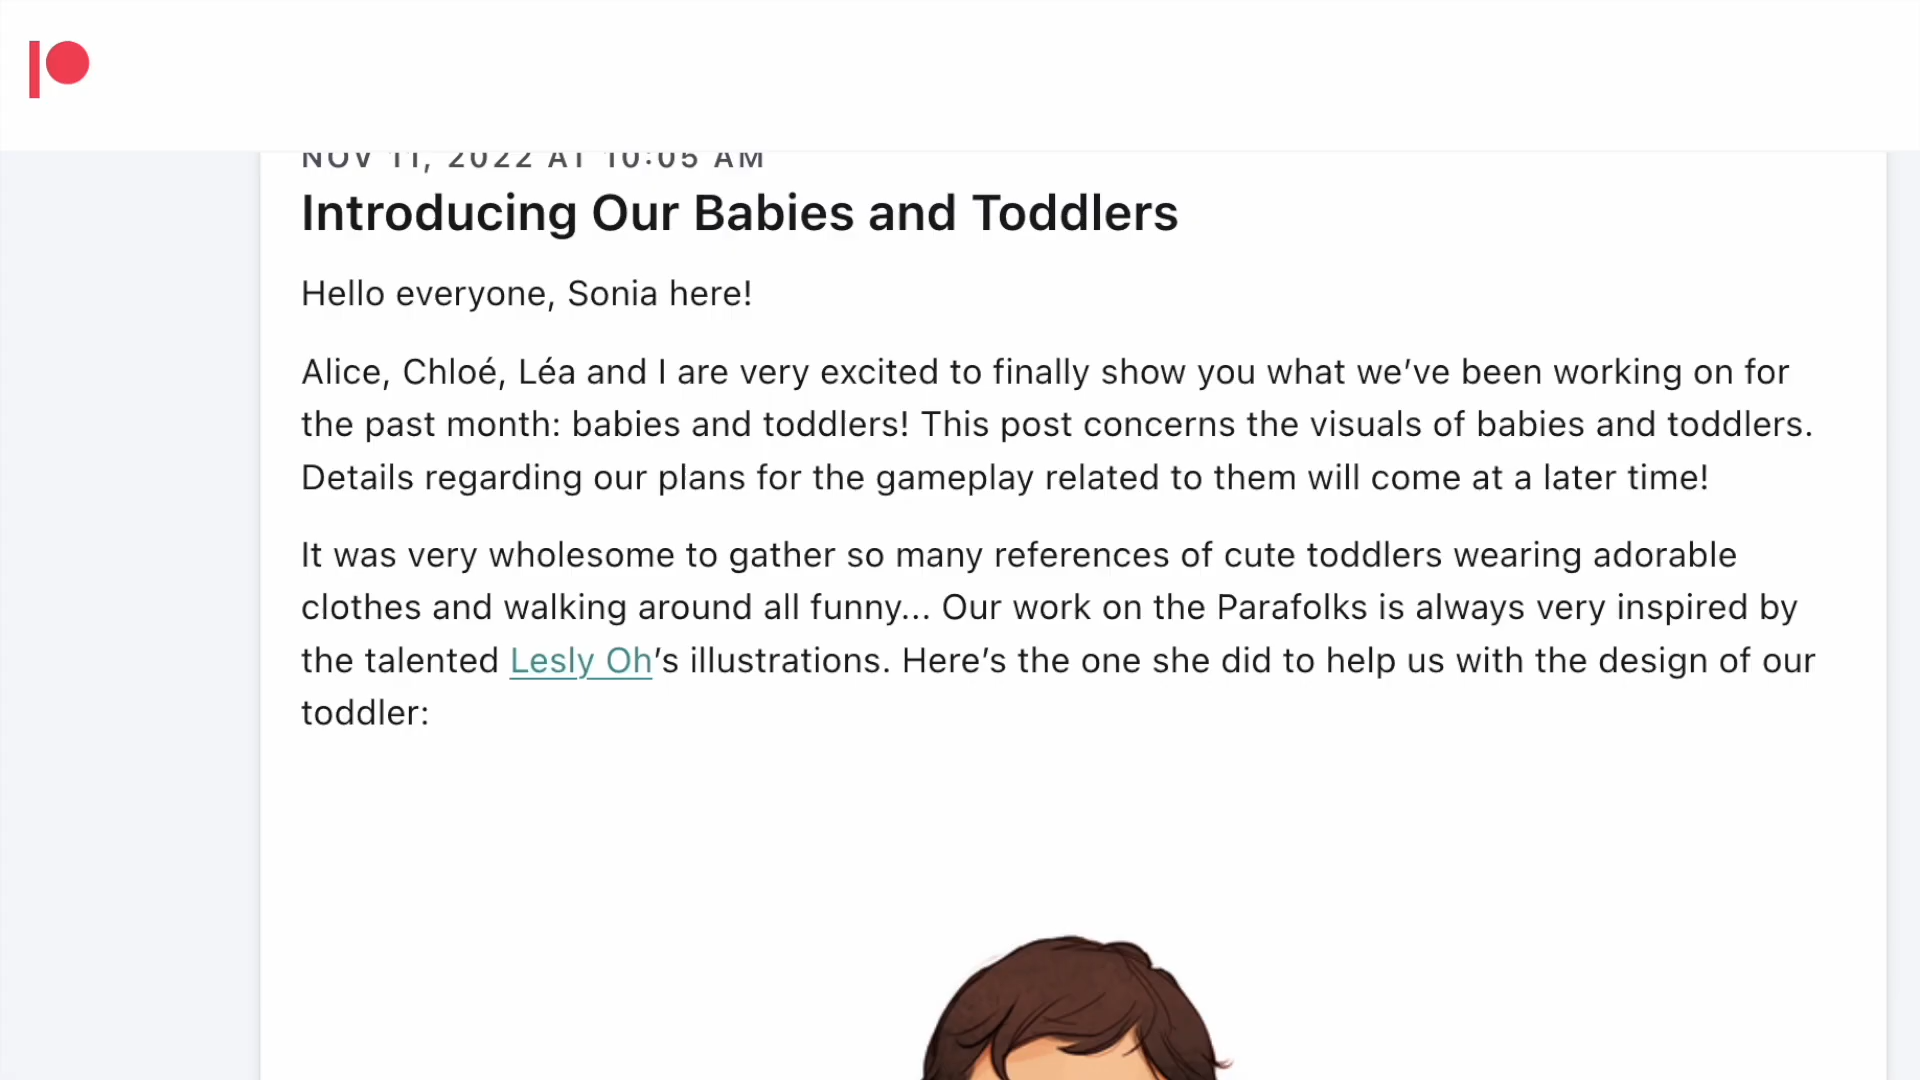 NOV 11, 2022 AT 10:05 AM
Introducing Our Babies and Toddlers
Hello everyone, Sonia here!
Alice, Chloé, Léa and I are very excited to finally show you what we’ve been working on for
the past month: babies and toddlers! This post concerns the visuals of babies and toddlers.
Details regarding our plans for the gameplay related to them will come at a later time!
It was very wholesome to gather so many references of cute toddlers wearing adorable
clothes and walking around all funny... Our work on the Parafolks is always very inspired by
the talented Lesly Oh’s illustrations. Here’s the one she did to help us with the design of our
toddler: